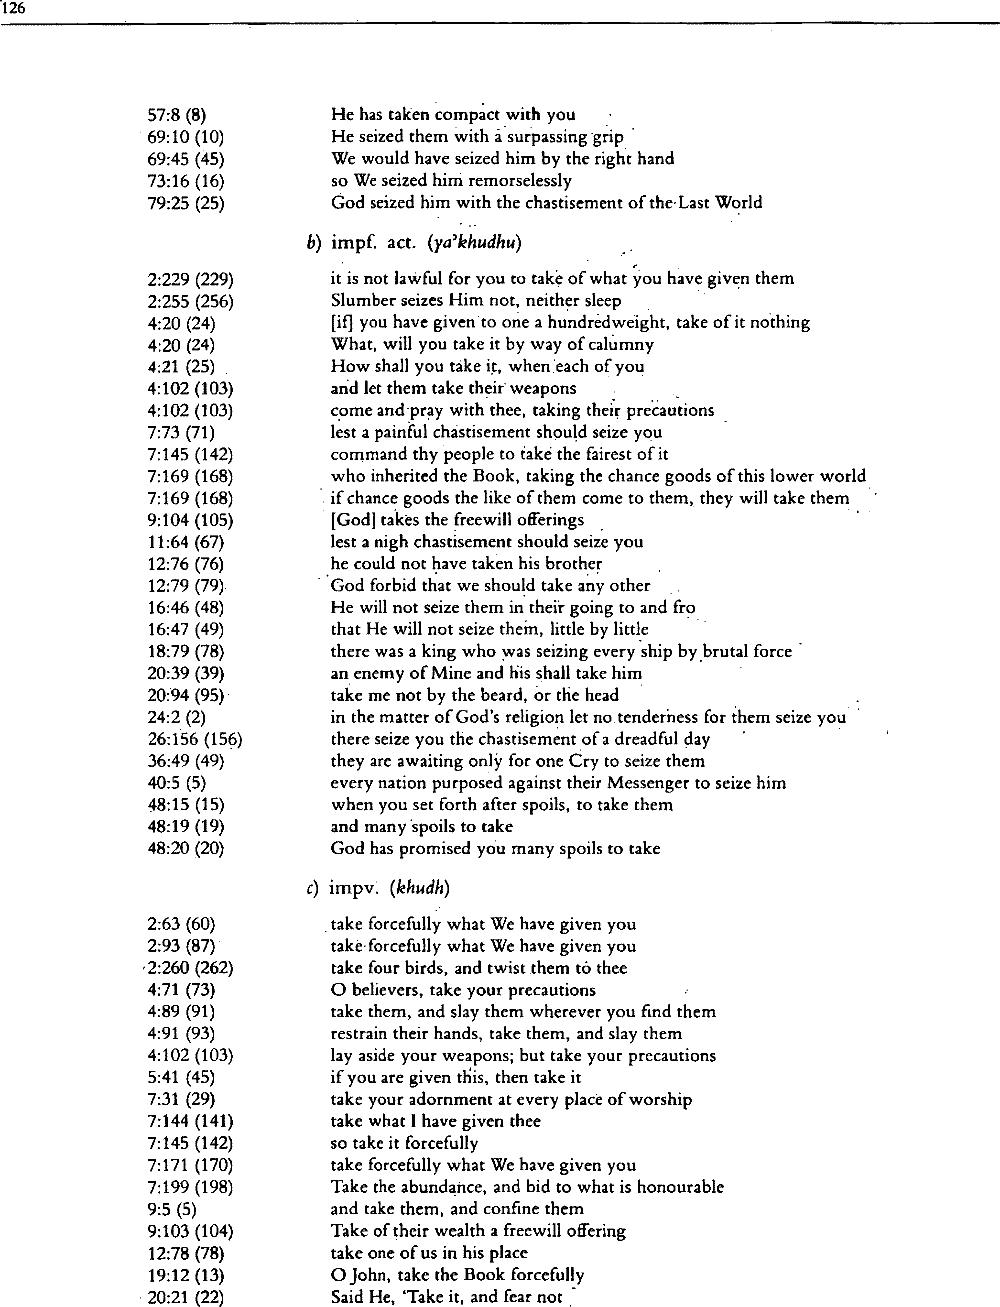 126
57:8 (8) He has taken compact with you
69:10 (10) He seized them with a surpassing grip
69:45 (45) We would have seized him by the right hand
73:16 (16) so We seized him remorselessly
79:25 (25) God seized him with the chastisement of the Last World
b) impf. act. (ya'khudhu)
2:229 (229) it is not lawful for you to take of what you have given them
2:255 (256) Slumber seizes Him not, neither sleep
4:20 (24) [if] you have given to one a hundredweight, take of it nothing
4:20 (24) What, will you take it by way of calumny
4:21 (25) How shall you take it, when each of you
4:102 (103) and let them take their weapons
4:102 (103) come and pray with thee, taking their precautions
7:73 (71) lest a painful chastisement should seize you
7:145 (142) command thy people to take the fairest of it
7:169 (168) who inherited the Book, taking the chance goods of this lower world
7:169 (168) if chance goods the like of them come to them, they will take them
9:104 (105) [God] takes the freewill offerings
11:64 (67) lest a nigh chastisement should seize you
12:76 (76) he could not have taken his brother
12:79 (79) God forbid that we should take any other
16:46 (48) He will not seize them in their going to and fro
16:47 (49) that He will not seize them, little by little
18:79 (78) there was a king who was seizing every ship by brutal force
20:39 (39) an enemy of Mine and his shall take him
20:94 (95) take me not by the beard, or the head
24:2 (2) in the matter of God's religion let no tenderness for them seize you
26:156 (156) there seize you the chastisement of a dreadful day
36:49 (49) they are awaiting only for one Cry to seize them
40:5 (5) every nation purposed against their Messenger to seize him
48:15 (15) when you set forth after spoils, to take them
48:19 (19) and many spoils to take
48:20 (20) God has promised you many spoils to take
c) impv. (khudh)
2:63 (60) take forcefully what We have given you
2:93 (87) take forcefully what We have given you
2:260 (262) take four birds, and twist them to thee
4:71 (73) O believers, take your precautions
4:89 (91) take them, and slay them wherever you find them
4:91 (93) restrain their hands, take them, and slay them
4:102 (103) lay aside your weapons; but take your precautions
5:41 (45) if you are given this, then take it
7:31 (29) take your adornment at every place of worship
7:144 (141) take what I have given thee
7:145 (142) so take it forcefully
7:171 (170) take forcefully what We have given you
7:199 (198) Take the abundance, and bid to what is honourable
9:5 (5) and take them, and confine them
9:103 (104) Take of their wealth a freewill offering
12:78 (78) take one of us in his place
19:12 (13) O John, take the Book forcefully
20:21 (22) Said He, 'Take it, and fear not